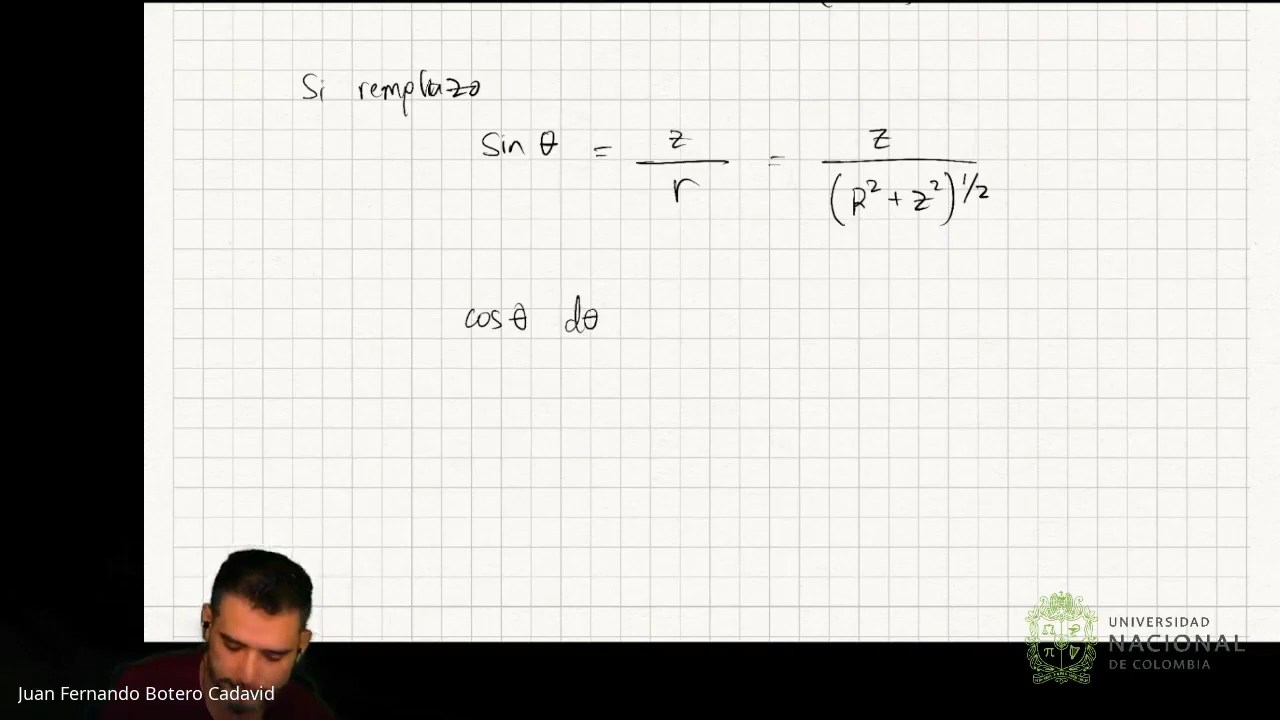 Si remplazo
sin θ = z / r = z / (R² + z²)^1/2
cos θ dθ
UNIVERSIDAD
NACIONAL
DE COLOMBIA
Juan Fernando Botero Cadavid